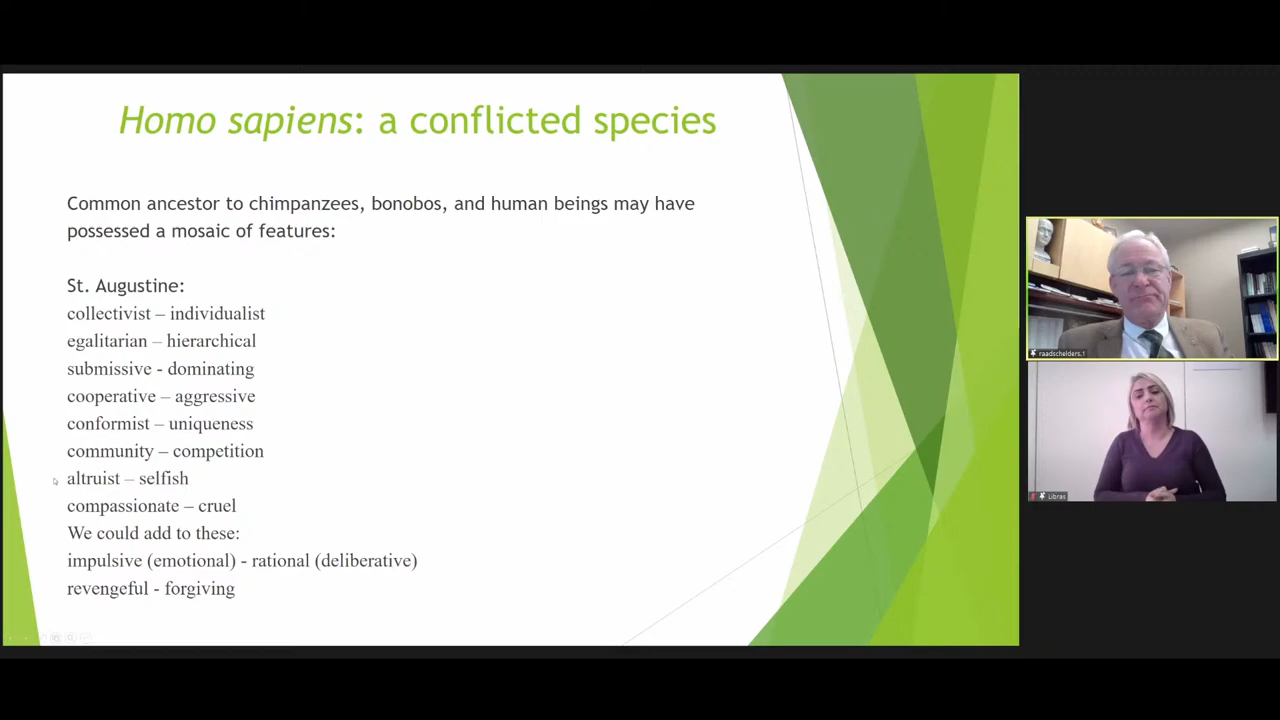 Homo sapiens: a conflicted species
Common ancestor to chimpanzees, bonobos, and human beings may have
possessed a mosaic of features:
St. Augustine:
collectivist – individualist
egalitarian – hierarchical
submissive - dominating
cooperative – aggressive
conformist – uniqueness
community – competition
altruist – selfish
compassionate – cruel
We could add to these:
impulsive (emotional) - rational (deliberative)
revengeful - forgiving
raadschelders.1
Libras